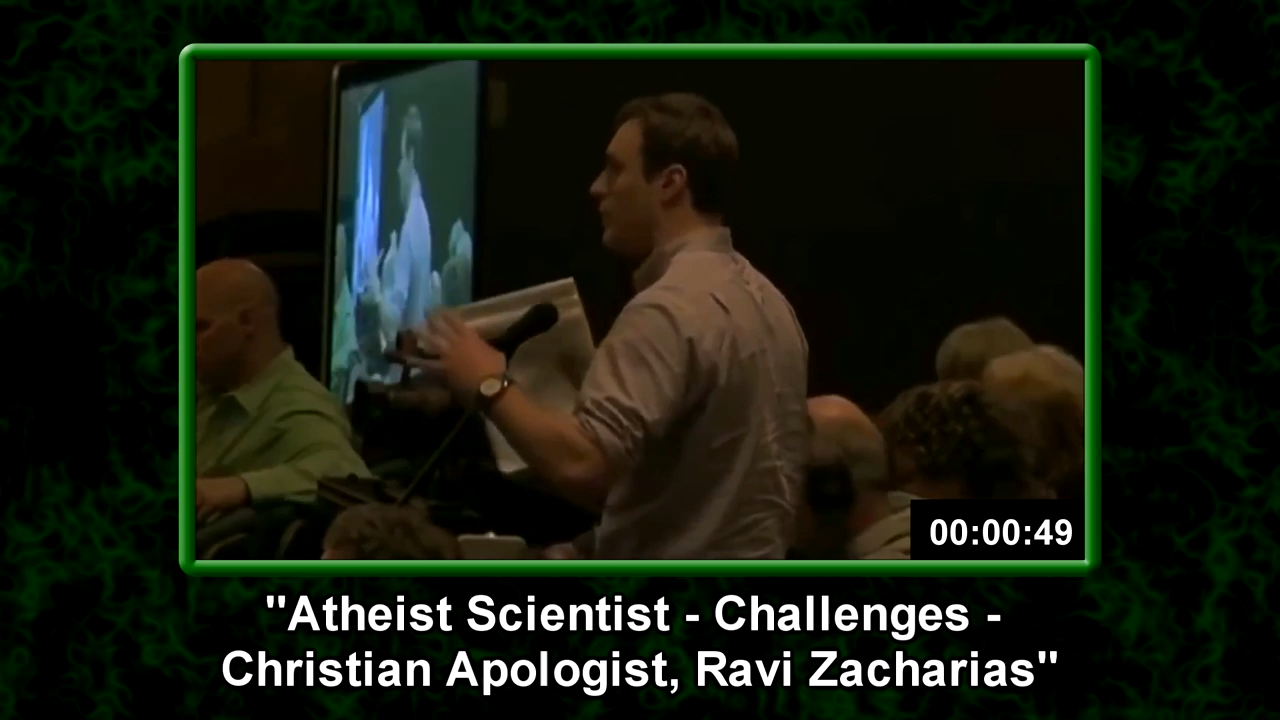 00:00:49
"Atheist Scientist - Challenges -
Christian Apologist, Ravi Zacharias"